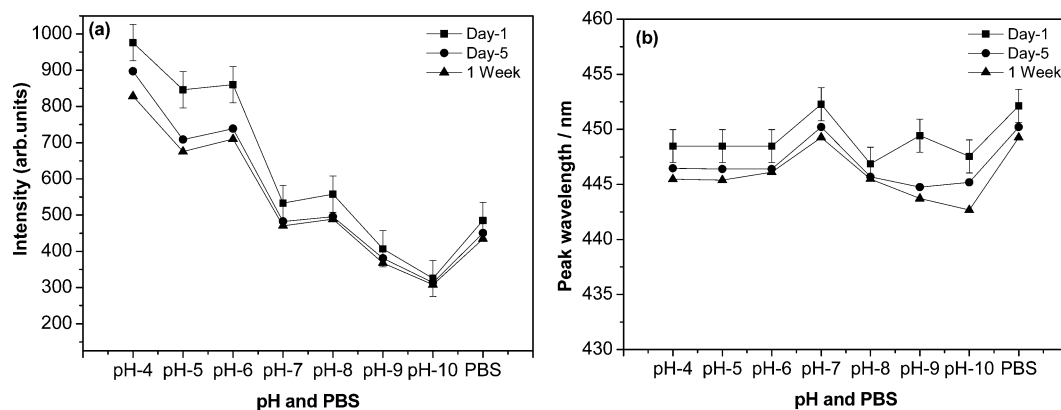 (a)
Day-1
Day-5
1 Week
1000
900
800
700
600
500
400
300
200
Intensity (arb.units)
pH-4 pH-5 pH-6 pH-7 pH-8 pH-9 pH-10 PBS
pH and PBS
(b)
Day-1
Day-5
1 Week
460
455
450
445
440
435
430
Peak wavelength / nm
pH-4 pH-5 pH-6 pH-7 pH-8 pH-9 pH-10 PBS
pH and PBS